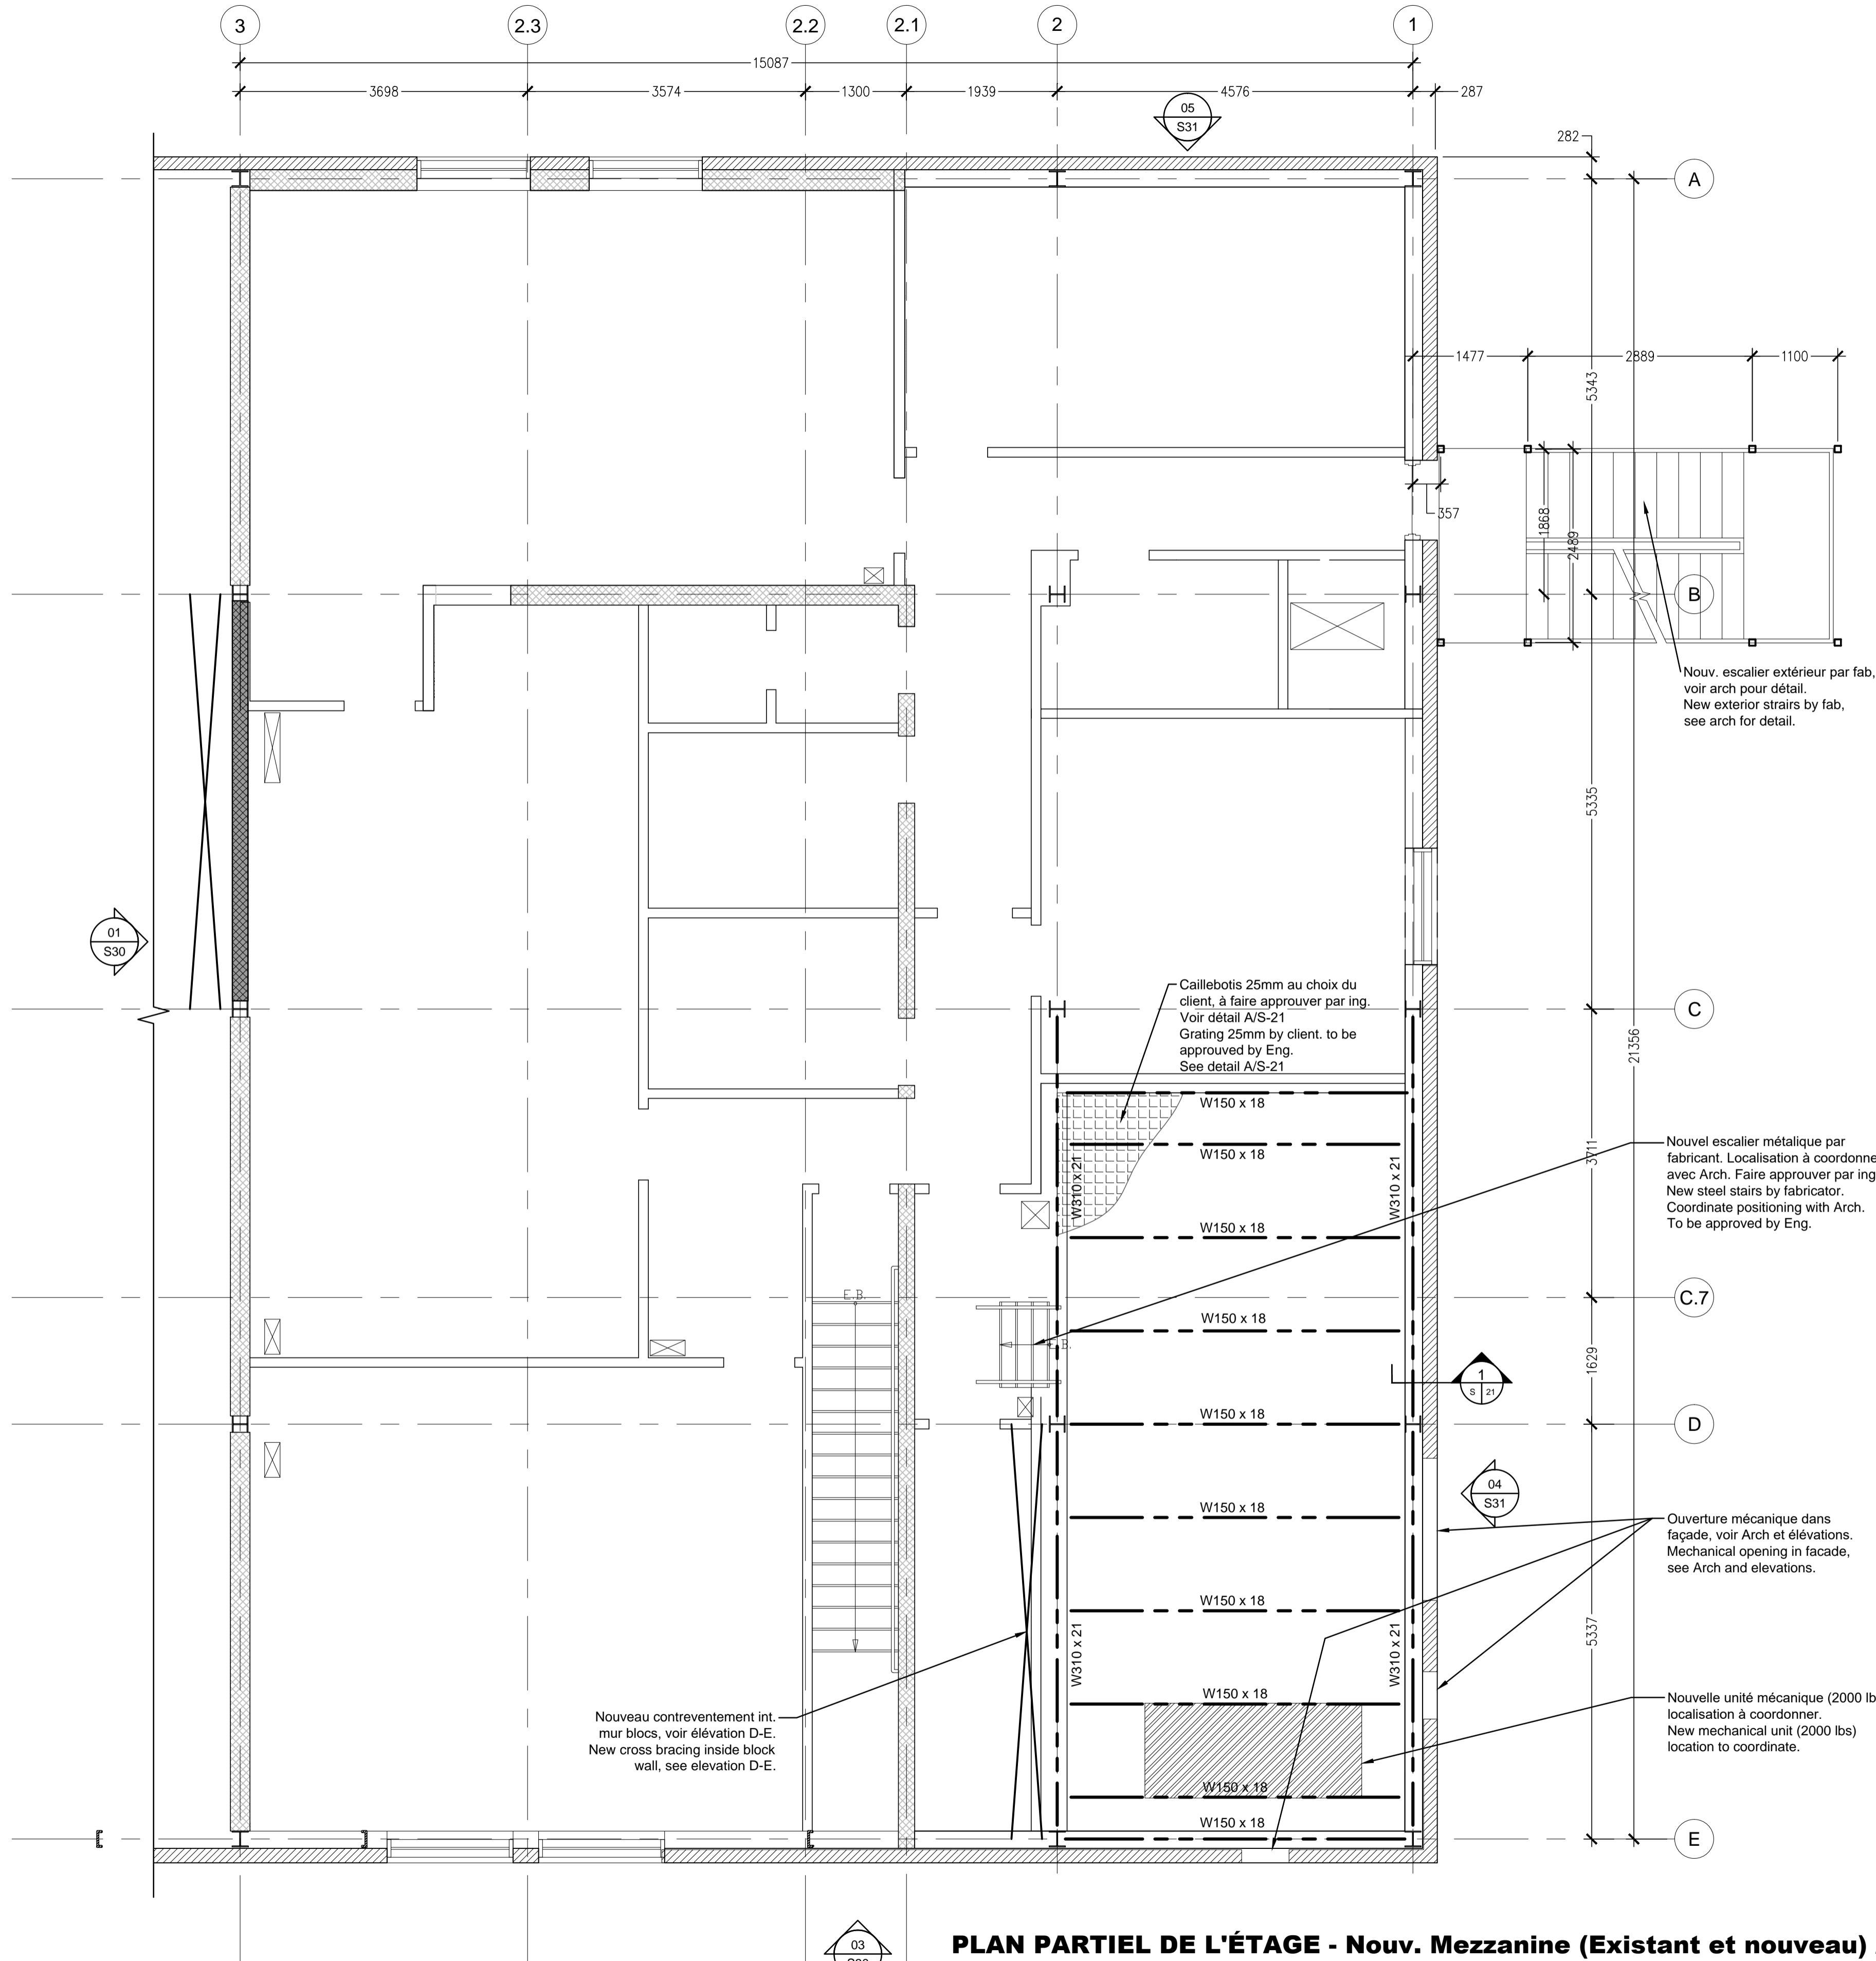 3
2.3
2.2
2.1
2
1
15087
3698
3574
1300
1939
4576
287
05
S31
282
A
1477
2889
1100
5343
357
1868
2489
B
Nouv. escalier extérieur par fab,
voir arch pour détail.
New exterior strairs by fab,
see arch for detail.
5335
01
S30
Caillebotis 25mm au choix du
client, à faire approuver par ing.
Voir détail A/S-21
Grating 25mm by client. to be
approuved by Eng.
See detail A/S-21
C
21356
W150 x 18
W150 x 18
W310 x 21
W310 x 21
3711
Nouvel escalier métalique par
fabricant. Localisation à coordonne
avec Arch. Faire approuver par ing
New steel stairs by fabricator.
Coordinate positioning with Arch.
To be approved by Eng.
W150 x 18
E.B.
C.7
W150 x 18
E.B.
1629
1
S 21
W150 x 18
D
04
S31
W150 x 18
Ouverture mécanique dans
façade, voir Arch et élévations.
Mechanical opening in facade,
see Arch and elevations.
W150 x 18
W310 x 21
W310 x 21
5337
W150 x 18
Nouveau contreventement int.
mur blocs, voir élévation D-E.
New cross bracing inside block
wall, see elevation D-E.
Nouvelle unité mécanique (2000 lb
localisation à coordonner.
New mechanical unit (2000 lbs)
location to coordinate.
W150 x 18
W150 x 18
E
03
PLAN PARTIEL DE L'ÉTAGE - Nouv. Mezzanine (Existant et nouveau)